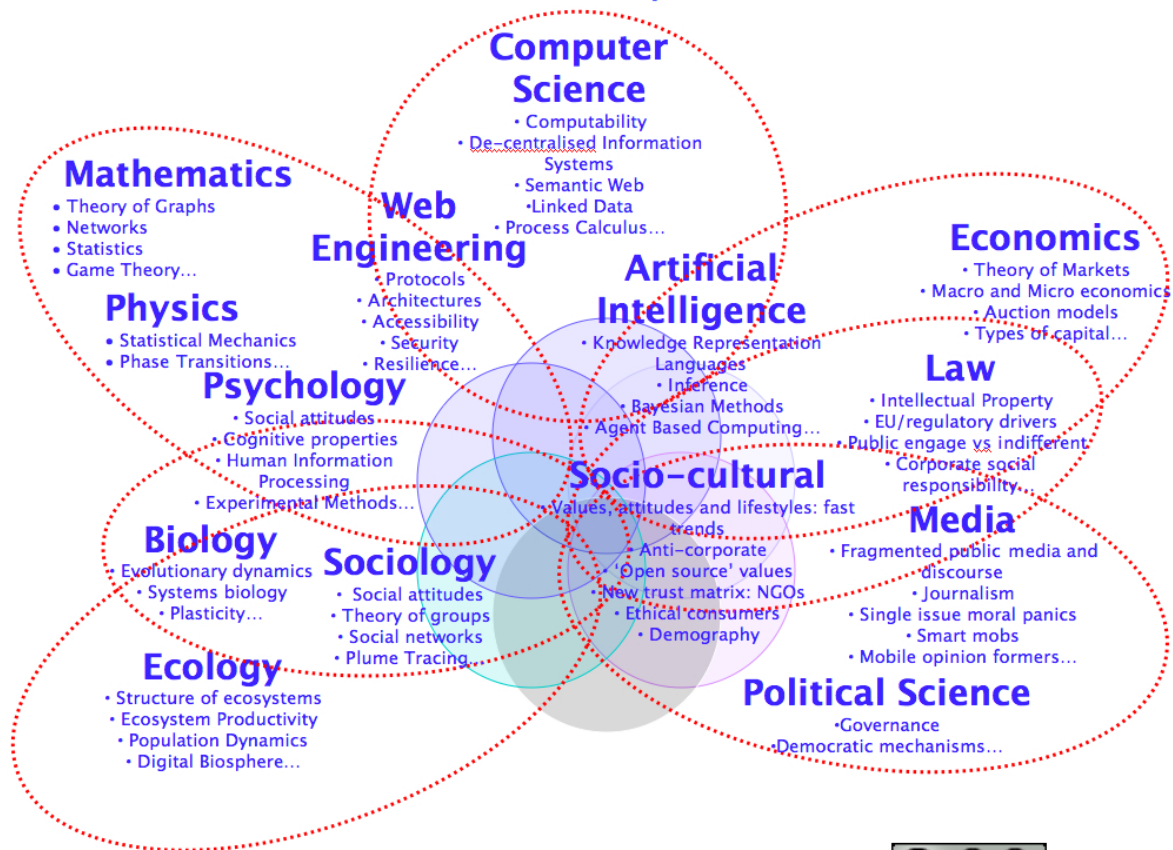 Computer
Science
• Computability
• De-centralised Information
Systems
• Semantic Web
•Linked Data
• Process Calculus...
Mathematics
• Theory of Graphs
• Networks
• Statistics
• Game Theory...
Web
Engineering
• Protocols
• Architectures
• Accessibility
• Security
• Resilience...
Artificial
Intelligence
• Knowledge Representation
Languages
• Inference
• Bayesian Methods
• Agent Based Computing...
Economics
• Theory of Markets
• Macro and Micro economics
• Auction models
• Types of capital...
Physics
• Statistical Mechanics
• Phase Transitions...
Law
• Intellectual Property
• EU/regulatory drivers
• Public engage vs indifferent
• Corporate social
responsibility...
Psychology
• Social attitudes
• Cognitive properties
• Human Information
Processing
• Experimental Methods...
Socio-cultural
• Values, attitudes and lifestyles: fast
trends
• Anti-corporate
• 'Open source' values
• New trust matrix: NGOs
• Ethical consumers
• Demography
Media
• Fragmented public media and
discourse
• Journalism
• Single issue moral panics
• Smart mobs
• Mobile opinion formers...
Biology
• Evolutionary dynamics
• Systems biology
• Plasticity...
Sociology
• Social attitudes
• Theory of groups
• Social networks
• Plume Tracing...
Ecology
• Structure of ecosystems
• Ecosystem Productivity
• Population Dynamics
• Digital Biosphere...
Political Science
•Governance
•Democratic mechanisms...